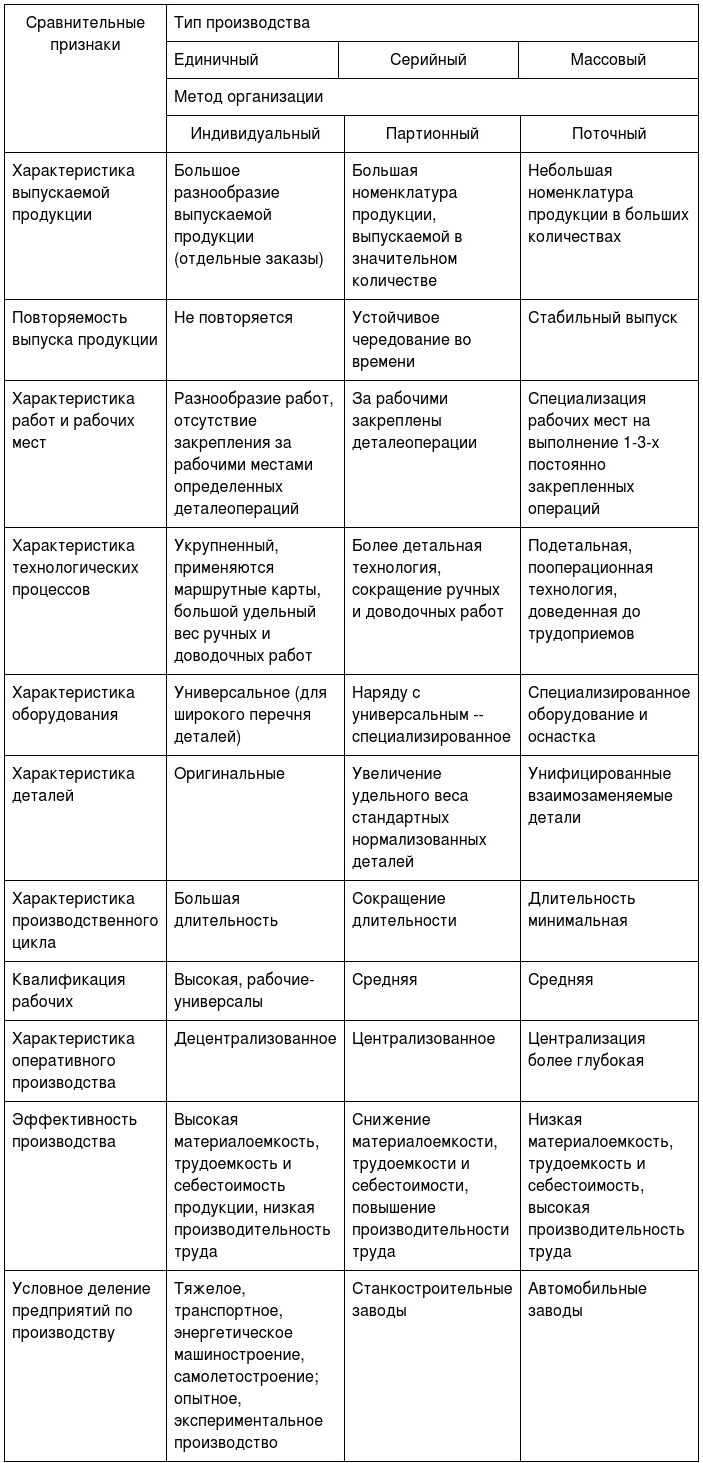 Сравнительные
признаки
Тип производства
Единичный
Серийный
Массовый
Метод организации
Индивидуальный
Партионный
Поточный
Характеристика
выпускаемой
продукции
Большое
разнообразие
выпускаемой
продукции
(отдельные заказы)
Большая
номенклатура
продукции,
выпускаемой в
значительном
количестве
Небольшая
номенклатура
продукции в больших
количествах
Повторяемость
выпуска продукции
Не повторяется
Устойчивое
чередование во
времени
Стабильный выпуск
Характеристика
работ и рабочих
мест
Разнообразие работ,
отсутствие
закрепления за
рабочими местами
определенных
деталеопераций
За рабочими
закреплены
деталеоперации
Специализация
рабочих мест на
выполнение 1-3-х
постоянно
закрепленных
операций
Характеристика
технологических
процессов
Укрупненный,
применяются
маршрутные карты,
большой удельный
вес ручных и
доводочных работ
Более детальная
технология,
сокращение ручных
и доводочных работ
Подетальная,
пооперационная
технология,
доведенная до
трудоприемов
Характеристика
оборудования
Универсальное (для
широкого перечня
деталей)
Наряду с
универсальным --
специализированное
Специализированное
оборудование и
оснастка
Характеристика
деталей
Оригинальные
Увеличение
удельного веса
стандартных
нормализованных
деталей
Унифицированные
взаимозаменяемые
детали
Характеристика
производственного
цикла
Большая
длительность
Сокращение
длительности
Длительность
минимальная
Квалификация
рабочих
Высокая, рабочие-
универсалы
Средняя
Средняя
Характеристика
оперативного
производства
Децентрализованное
Централизованное
Централизация
более глубокая
Эффективность
производства
Высокая
материалоемкость,
трудоемкость и
себестоимость
продукции, низкая
производительность
труда
Снижение
материалоемкости,
трудоемкости и
себестоимости,
повышение
производительности
труда
Низкая
материалоемкость,
трудоемкость и
себестоимость,
высокая
производительность
труда
Условное деление
предприятий по
производству
Тяжелое,
транспортное,
энергетическое
машиностроение,
самолетостроение;
опытное,
экспериментальное
производство
Станкостроительные
заводы
Автомобильные
заводы